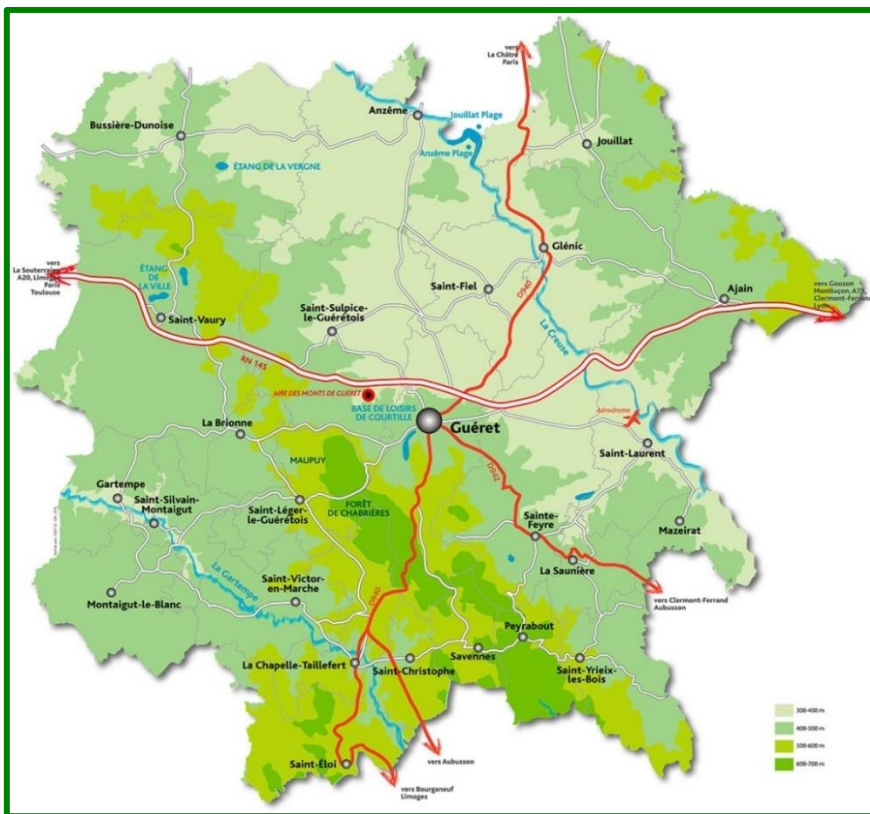 vers
La Châtre
Paris
Anzême
Jouillat Plage
Bussière-Dunoise
Anzême Plage
Jouillat
ÉTANG DE LA VERGNE
Glénic
vers
La Souterraine
A20, Limoges
Paris
Toulouse
ÉTANG
DE
LA VILLE
Saint-Fiel
D940
Ajain
vers Gouzon
Montluçon, A71,
Clermont-Ferrand
Lyon
Saint-Vaury
Saint-Sulpice-
le-Guérétois
La Creuse
RN 145
AIRE DES MONTS DE GUÉRET
BASE DE LOISIRS
DE COURTILLE
Guéret
Aérodrome
La Brionne
Saint-Laurent
MAUPUY
D942
Gartempe
Saint-Silvain-
Montaigut
Saint-Léger-
le-Guérétois
FORÊT
DE CHABRIÈRES
Sainte-
Feyre
Mazeirat
La Saunière
La Gartempe
Saint-Victor-
en-Marche
D940
Montaigut-le-Blanc
vers Clermont-Ferrand
Aubusson
Peyrabout
La Chapelle-Taillefert
Saint-Christophe
Savennes
Saint-Yrieix-
les-Bois
300-400 m
400-500 m
500-600 m
600-700 m
Saint-Éloi
vers Aubusson
vers Bourganeuf
Limoges